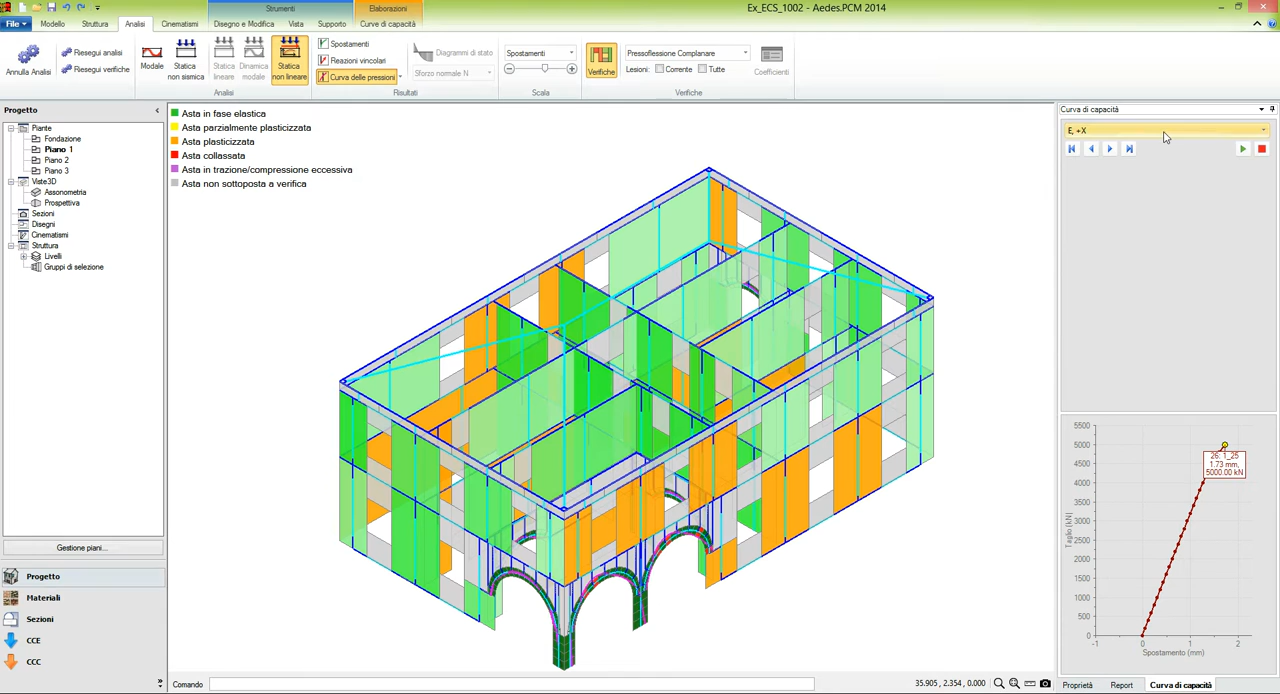 Ex_ECS_1002 — Aedes.PCM 2014
Strumenti
Elaborazioni
File
Modello
Struttura
Analisi
Cinematismi
Disegno e Modifica
Vista
Supporto
Curva di capacità
Annulla Analisi
Resegui analisi
Resegui verifiche
Modale
Statica non sismica
Statica lineare
Dinamica modale
Statica non lineare
Analisi
Spostamenti
Reazioni vincolari
Curva delle pressioni
Diagrammi di stato
Sforzo normale N
Risultati
Spostamenti
Scala
Verifiche
Pressoflessione Complanare
Lesioni:
Corrente
Tutte
Coefficienti
Verifiche
Progetto
Piante
Fondazione
Piano 1
Piano 2
Piano 3
Viste3D
Assonometria
Prospettiva
Sezioni
Disegni
Cinematismi
Struttura
Livelli
Gruppi di selezione
Gestione piani...
Progetto
Materiali
Sezioni
CCE
CCC
Asta in fase elastica
Asta parzialmente plasticizzata
Asta plasticizzata
Asta collassata
Asta in trazione/compressione eccessiva
Asta non sottoposta a verifica
Comando
35.905 , 2.354 , 0.000
Curva di capacità
E, +X
5500
5000
4500
4000
3500
3000
2500
2000
1500
1000
500
0
Taglio (kN)
26: 1_25
1.73 mm,
5000.00 kN
-1
0
1
2
Spostamento (mm)
Proprietà
Report
Curva di capacità